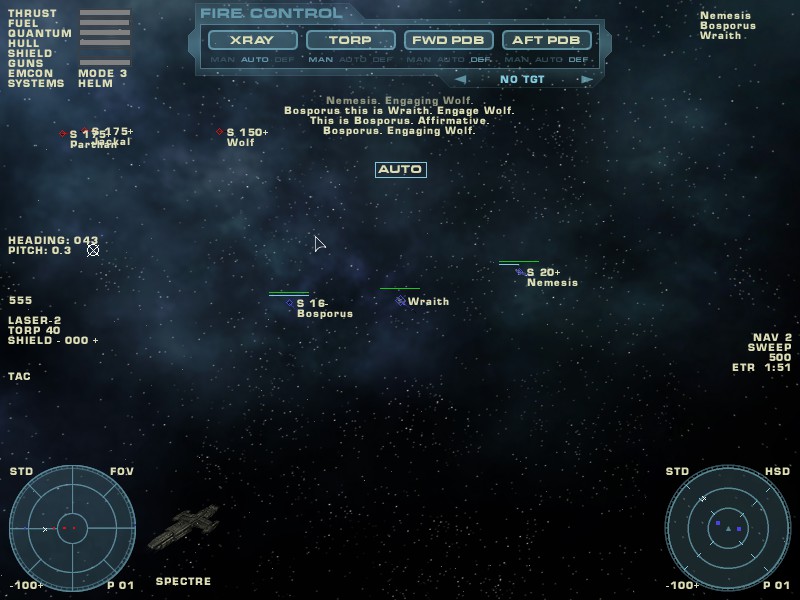 THRUST
FUEL
QUANTUM
HULL
SHIELD
GUNS
EMCON MODE 3
SYSTEMS HELM
FIRE CONTROL
XRAY TORP FWD PDB AFT PDB
MAN AUTO DEF MAN AUTO DEF MAN AUTO DEF MAN AUTO DEF
NO TGT
Nemesis
Bosporus
Wraith
Nemesis. Engaging Wolf.
Bosporus this is Wraith. Engage Wolf.
This is Bosporus. Affirmative.
Bosporus. Engaging Wolf.
S 175+
Jackal
S 150+
Wolf
AUTO
HEADING: 043
PITCH: 0.3
S 20+
Nemesis
S 16-
Bosporus
Wraith
555
LASER-2
TORP 40
SHIELD - 000 +
TAC
NAV 2
SWEEP
500
ETR 1:51
STD FOV
-100+ P 01
SPECTRE
STD HSD
-100+ P 01